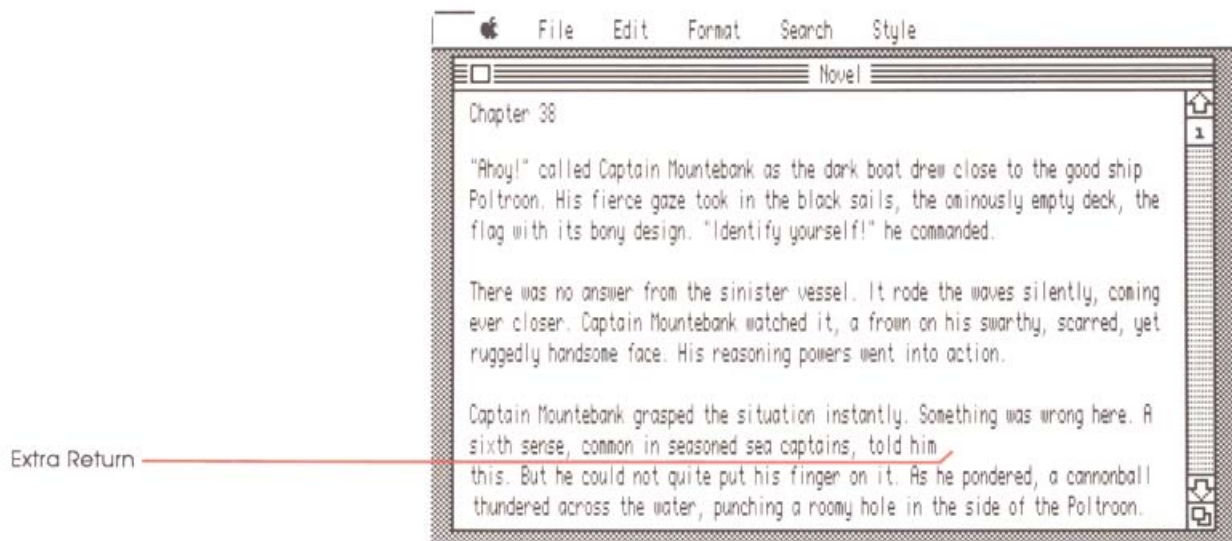 File Edit Format Search Style
Novel
Chapter 38
1
"Ahoy!" called Captain Mountebank as the dark boat drew close to the good ship
Poltroon. His fierce gaze took in the black sails, the ominously empty deck, the
flag with its bony design. "Identify yourself!" he commanded.
There was no answer from the sinister vessel. It rode the waves silently, coming
ever closer. Captain Mountebank watched it, a frown on his swarthy, scarred, yet
ruggedly handsome face. His reasoning powers went into action.
Captain Mountebank grasped the situation instantly. Something was wrong here. A
sixth sense, common in seasoned sea captains, told him
Extra Return
this. But he could not quite put his finger on it. As he pondered, a cannonball
thundered across the water, punching a roomy hole in the side of the Poltroon.